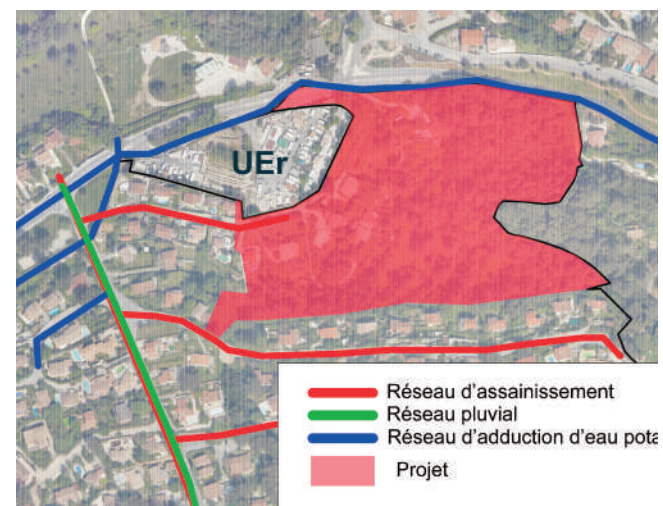 UEr
Réseau d'assainissement
Réseau pluvial
Réseau d'adduction d'eau pota
Projet